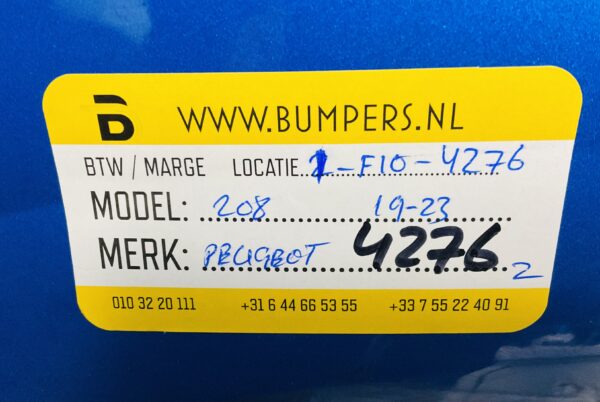 WWW.BUMPERS.NL
BTW / MARGE LOCATIE 1-F10-4276
MODEL: 208 19-23
MERK: PEUGEOT 4276 2
010 32 20 111 +31 6 44 66 53 55 +33 7 55 22 40 91